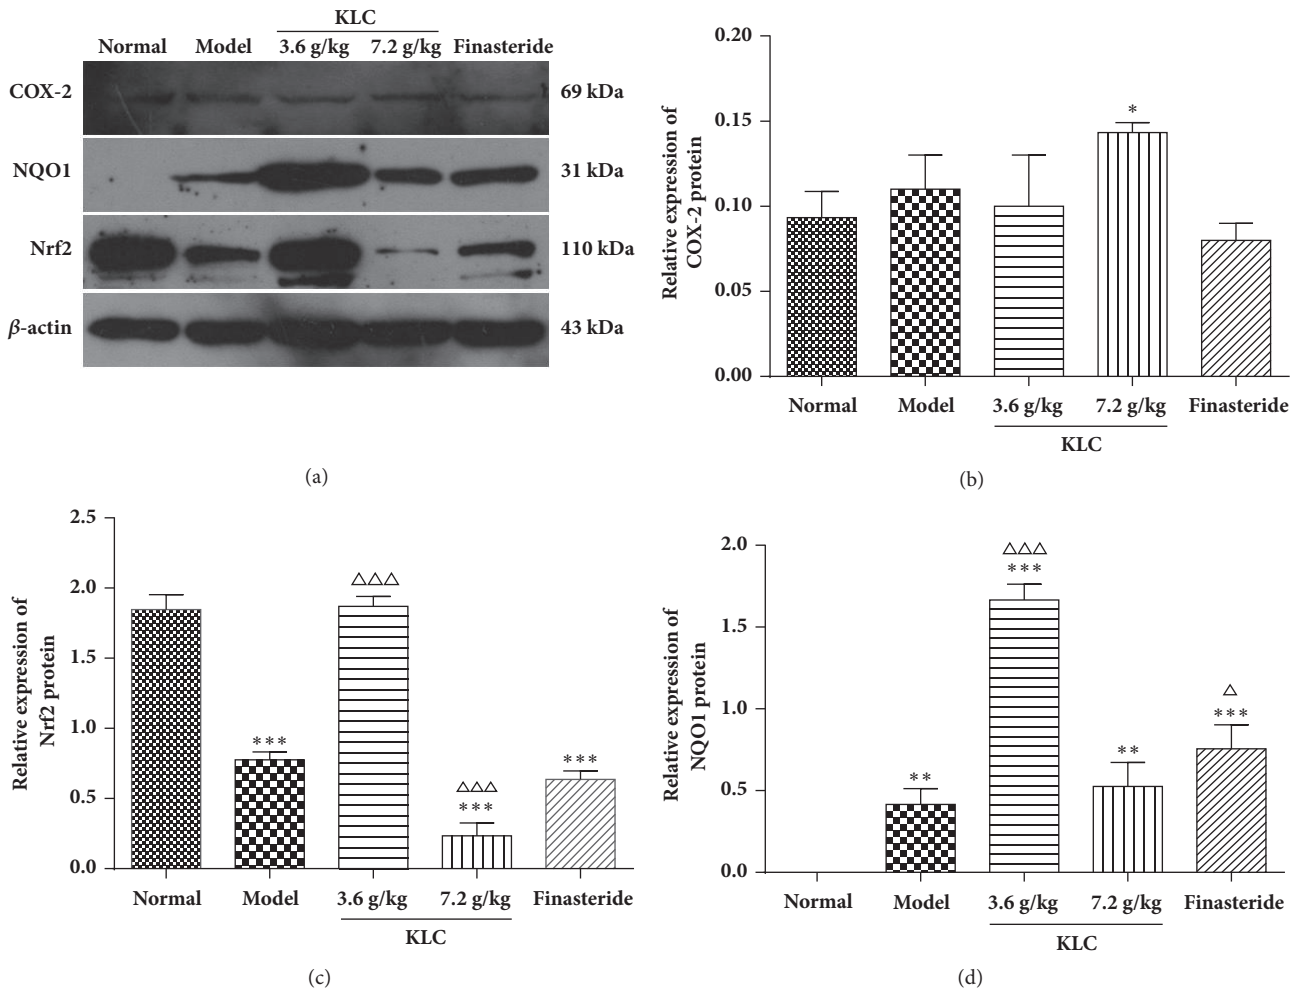 KLC
Normal Model 3.6 g/kg 7.2 g/kg Finasteride
COX-2 69 kDa
NQO1 31 kDa
Nrf2 110 kDa
β-actin 43 kDa
(a)
Relative expression of
COX-2 protein
0.20
0.15
0.10
0.05
0.00
*
Normal Model 3.6 g/kg 7.2 g/kg Finasteride
KLC
(b)
Relative expression of
Nrf2 protein
2.5
2.0
1.5
1.0
0.5
0.0
***
△△△
△△△
***
***
Normal Model 3.6 g/kg 7.2 g/kg Finasteride
KLC
(c)
Relative expression of
NQO1 protein
2.0
1.5
1.0
0.5
0.0
**
△△△
***
**
△
***
Normal Model 3.6 g/kg 7.2 g/kg Finasteride
KLC
(d)